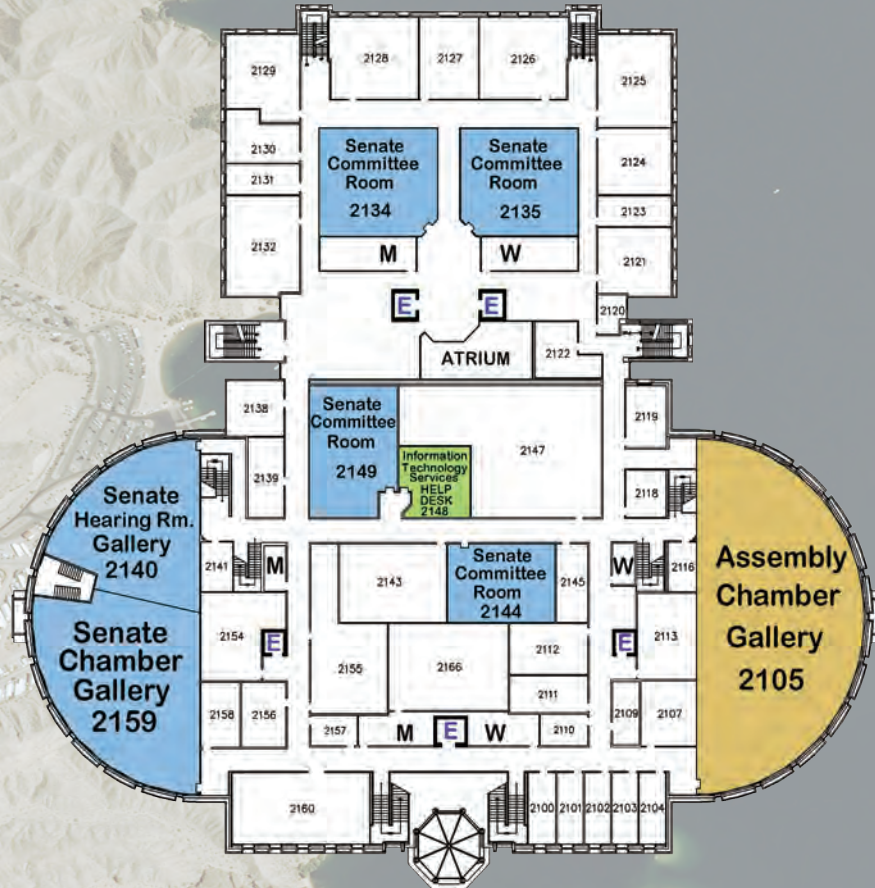 2129
2128
2127
2126
2125
2130
2131
2132
Senate
Committee
Room
2134
Senate
Committee
Room
2135
2124
2123
2121
2120
M
W
E
E
ATRIUM
2122
2138
2139
Senate
Committee
Room
2149
Information
Technology
Services
HELP
DESK
2148
2147
2119
2118
Senate
Hearing Rm.
Gallery
2140
2141
M
2143
Senate
Committee
Room
2144
2145
W
2116
Assembly
Chamber
Gallery
2105
Senate
Chamber
Gallery
2159
2154
E
2155
2166
2112
2111
E
2113
2158
2156
2157
M
E
W
2110
2109
2107
2160
2100
2101
2102
2103
2104